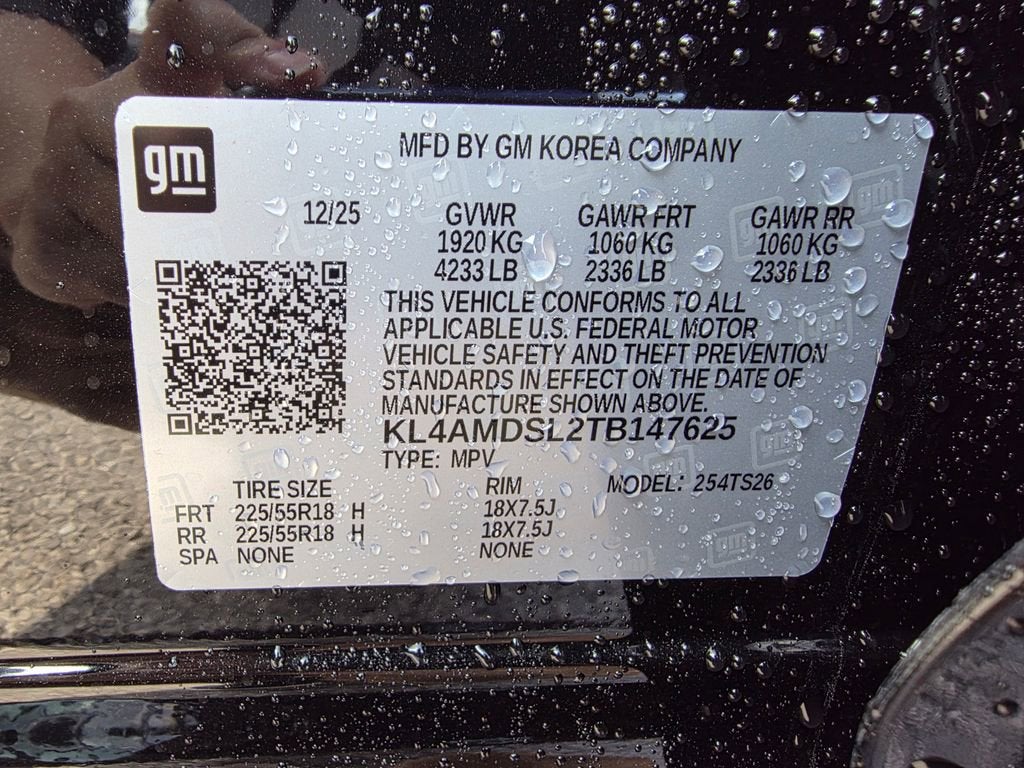 gm
MFD BY GM KOREA COMPANY
12/25 GVWR GAWR FRT GAWR RR
1920 KG 1060 KG 1060 KG
4233 LB 2336 LB 2336 LB
THIS VEHICLE CONFORMS TO ALL
APPLICABLE U.S. FEDERAL MOTOR
VEHICLE SAFETY AND THEFT PREVENTION
STANDARDS IN EFFECT ON THE DATE OF
MANUFACTURE SHOWN ABOVE.
KL4AMDSL2TB147625
TYPE: MPV
MODEL: 254TS26
TIRE SIZE RIM
FRT 225/55R18 H 18X7.5J
RR 225/55R18 H 18X7.5J
SPA NONE NONE